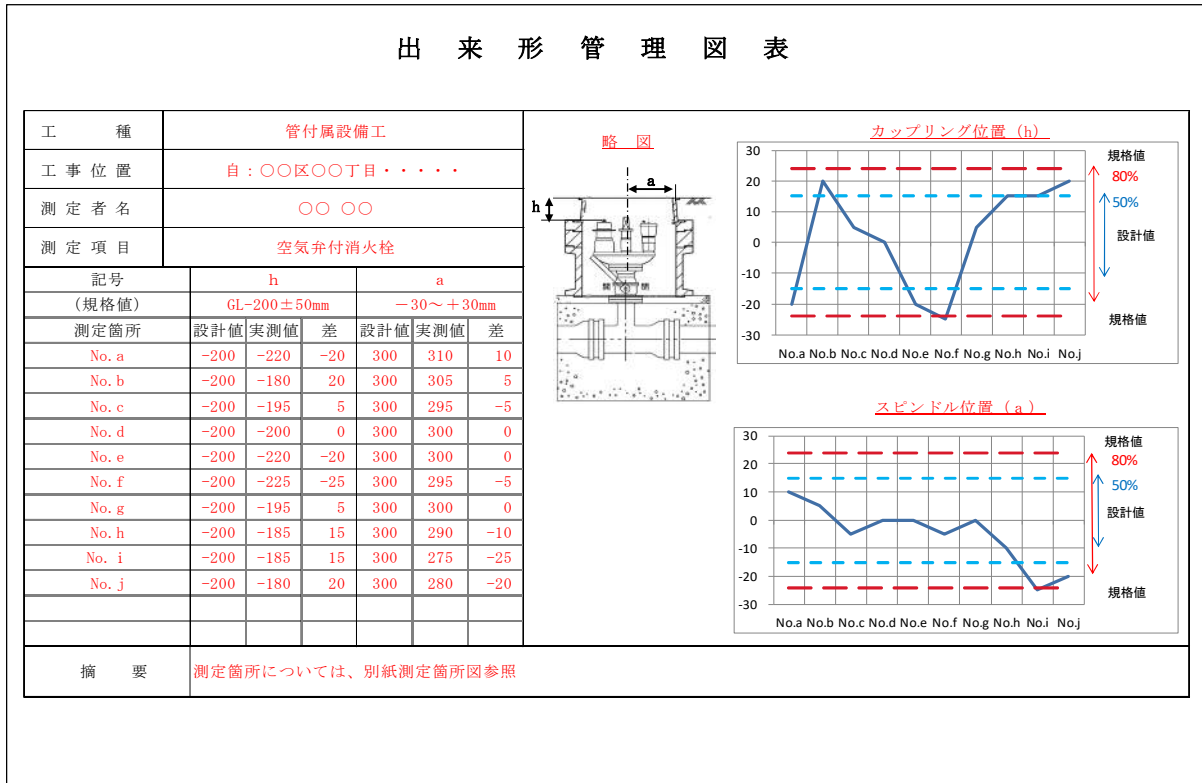 出来形管理図表
工種 管付属設備工
工事位置 自：○○区○○丁目・・・・・
測定者名 ○○ ○○
測定項目 空気弁付消火栓
記号 h a
(規格値) GL-200±50mm －30～＋30mm
測定箇所 設計値 実測値 差 設計値 実測値 差
No.a -200 -220 -20 300 310 10
No.b -200 -180 20 300 305 5
No.c -200 -195 5 300 295 -5
No.d -200 -200 0 300 300 0
No.e -200 -220 -20 300 300 0
No.f -200 -225 -25 300 295 -5
No.g -200 -195 5 300 300 0
No.h -200 -185 15 300 290 -10
No.i -200 -185 15 300 275 -25
No.j -200 -180 20 300 280 -20
略図
a
h
カップリング位置（h）
30
20
10
0
-10
-20
-30
No.a No.b No.c No.d No.e No.f No.g No.h No.i No.j
規格値
80%
50%
設計値
規格値
スピンドル位置（a）
30
20
10
0
-10
-20
-30
No.a No.b No.c No.d No.e No.f No.g No.h No.i No.j
規格値
80%
50%
設計値
規格値
摘要 測定箇所については、別紙測定箇所図参照